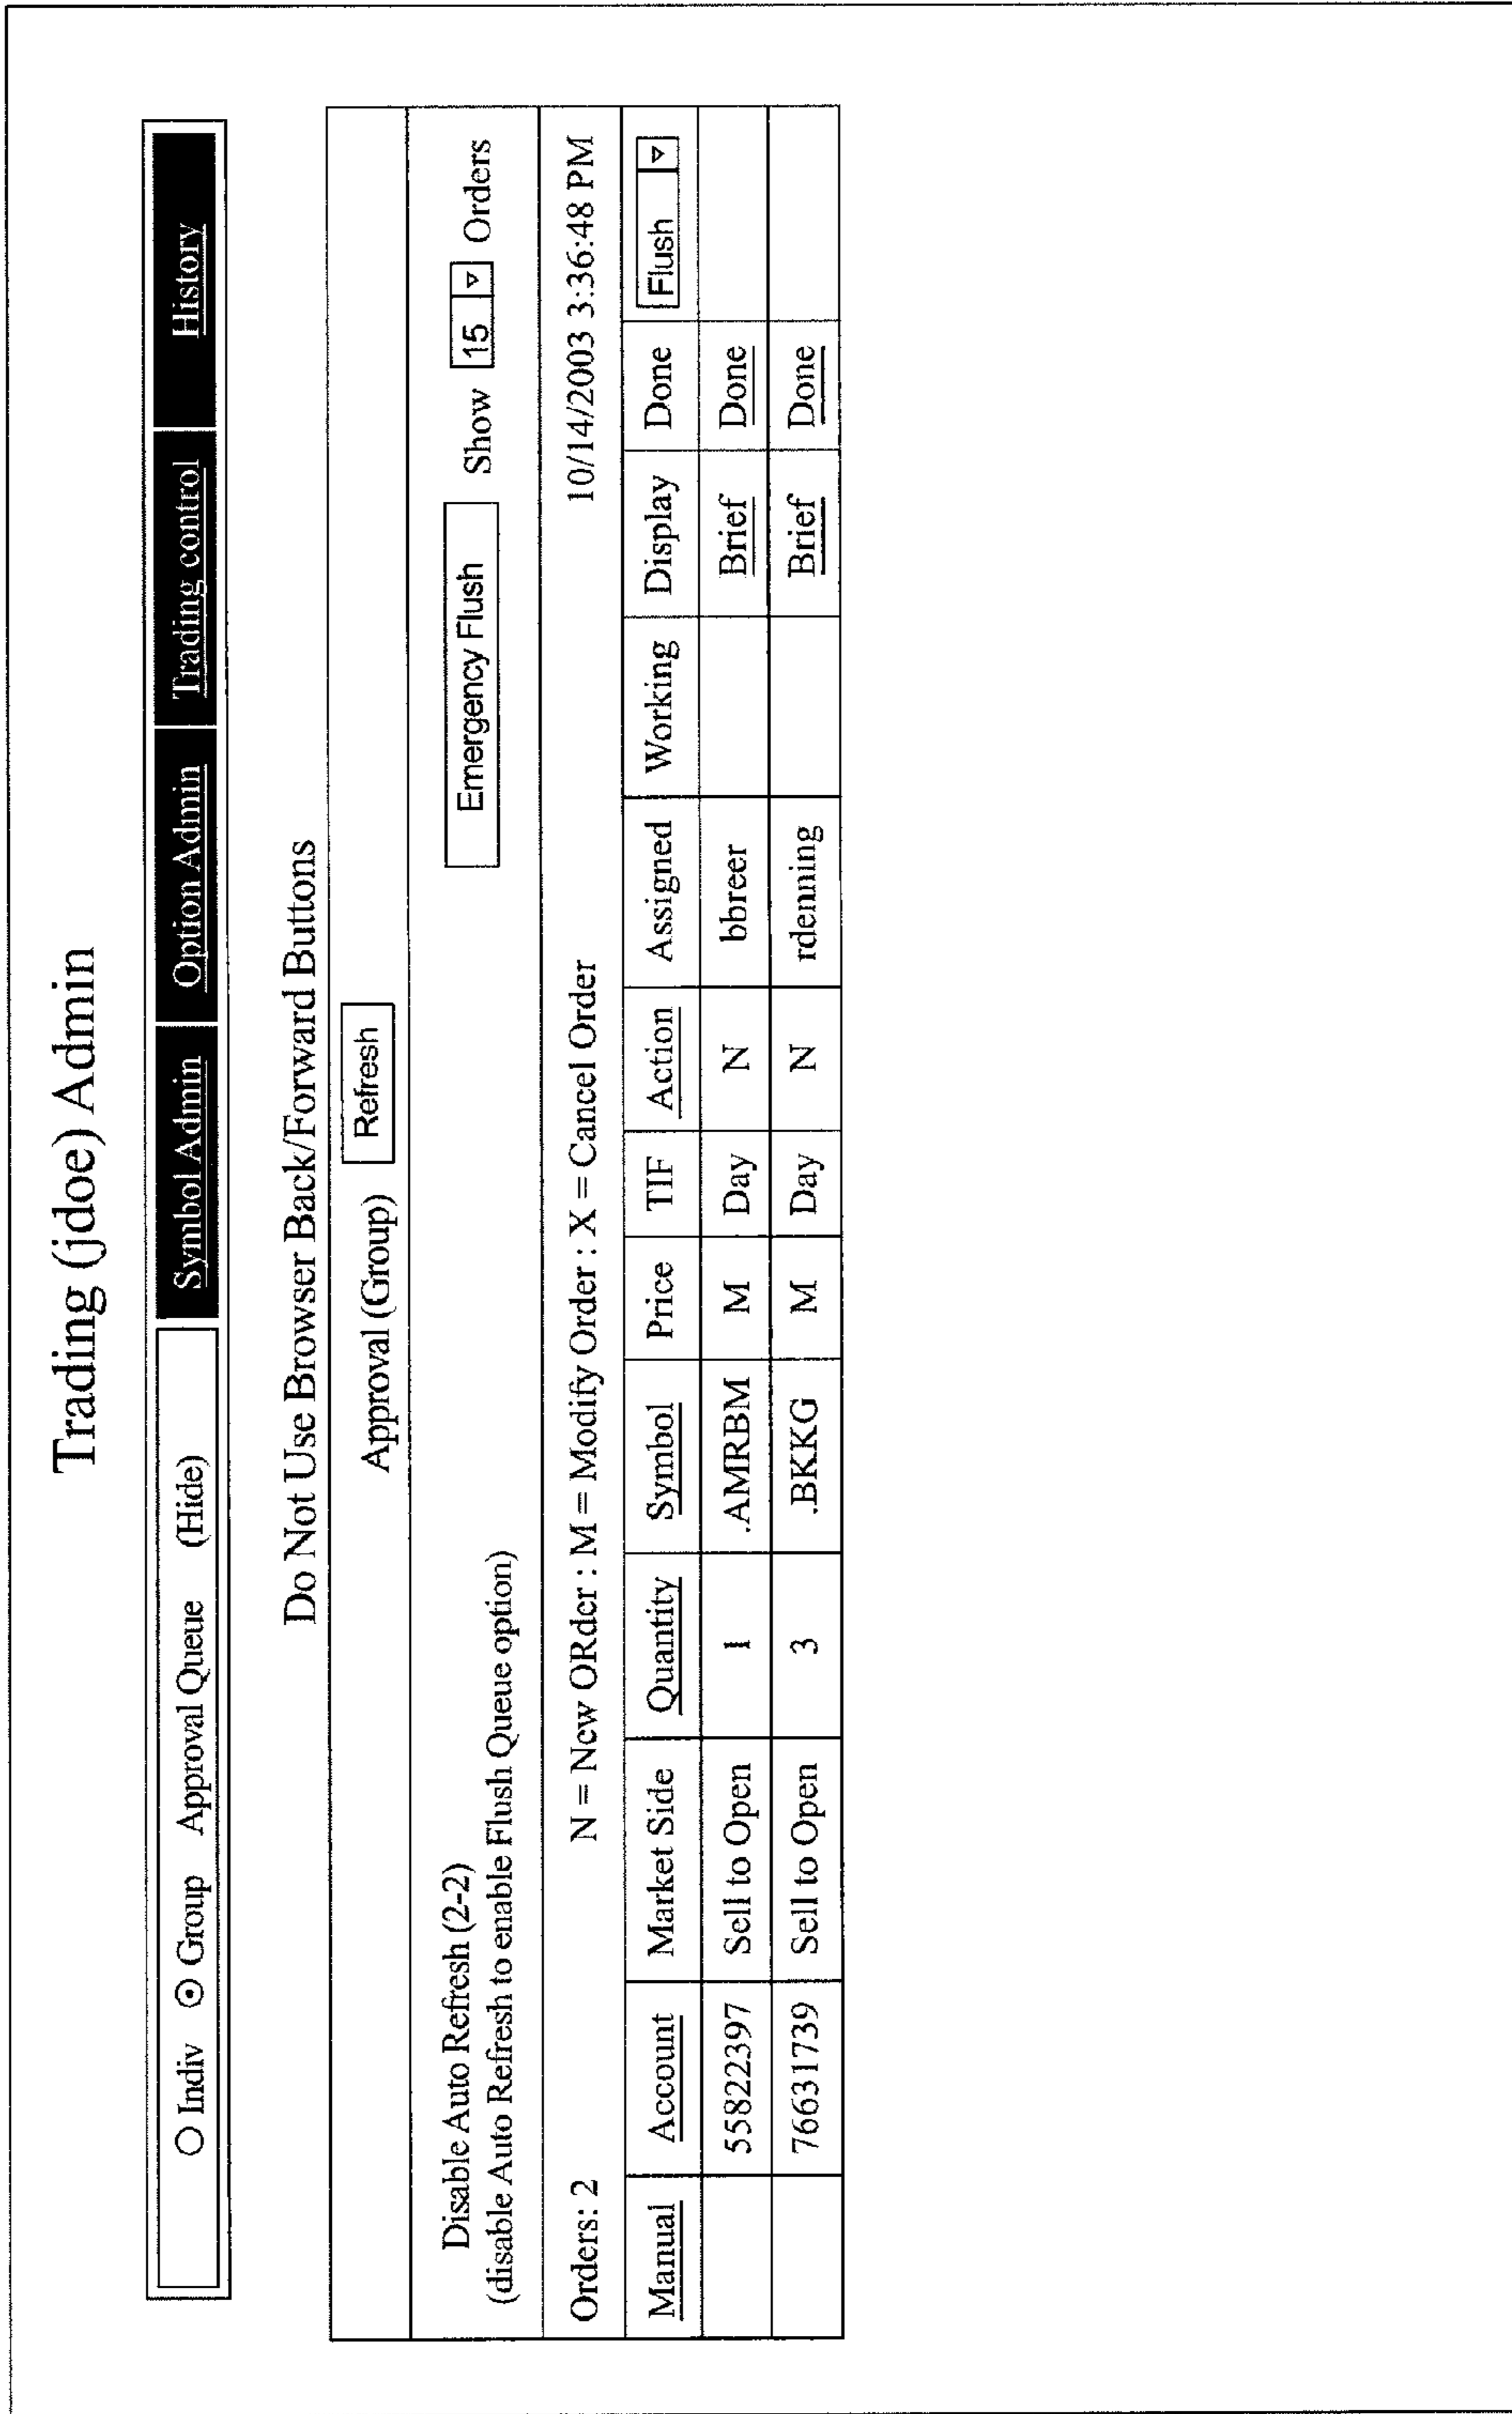 Trading (jdoe) Admin
Indiv Group Approval Queue (Hide) Symbol Admin Option Admin Trading control History
Do Not Use Browser Back/Forward Buttons
Approval (Group) Refresh
Disable Auto Refresh (2-2)
(disable Auto Refresh to enable Flush Queue option)
Emergency Flush Show 15 Orders
Orders: 2 N = New ORder : M = Modify Order : X = Cancel Order 10/14/2003 3:36:48 PM
Manual Account Market Side Quantity Symbol Price TIF Action Assigned Working Display Done Flush
55822397 Sell to Open 1 .AMRBM M Day N bbreer Brief Done
76631739 Sell to Open 3 .BKKG M Day N rdenning Brief Done